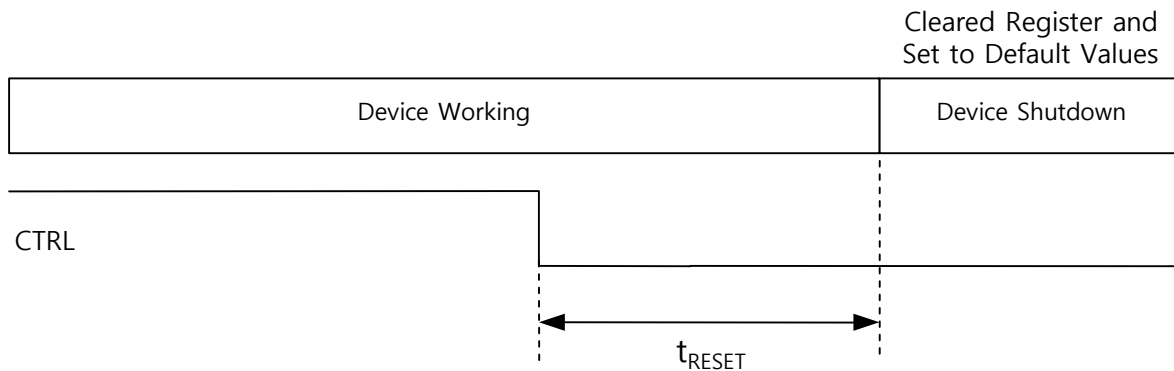 Cleared Register and
Set to Default Values
Device Working
Device Shutdown
CTRL
tRESET